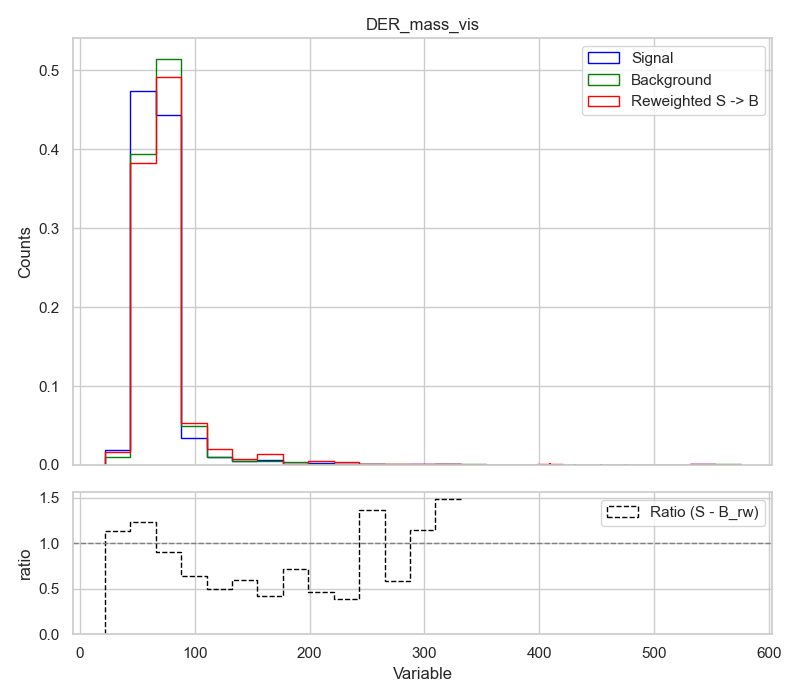 DER_mass_vis
Signal
Background
Reweighted S -> B
0.5
0.4
0.3
0.2
0.1
0.0
Counts
Ratio (S - B_rw)
1.5
1.0
0.5
0.0
ratio
0
100
200
300
400
500
600
Variable